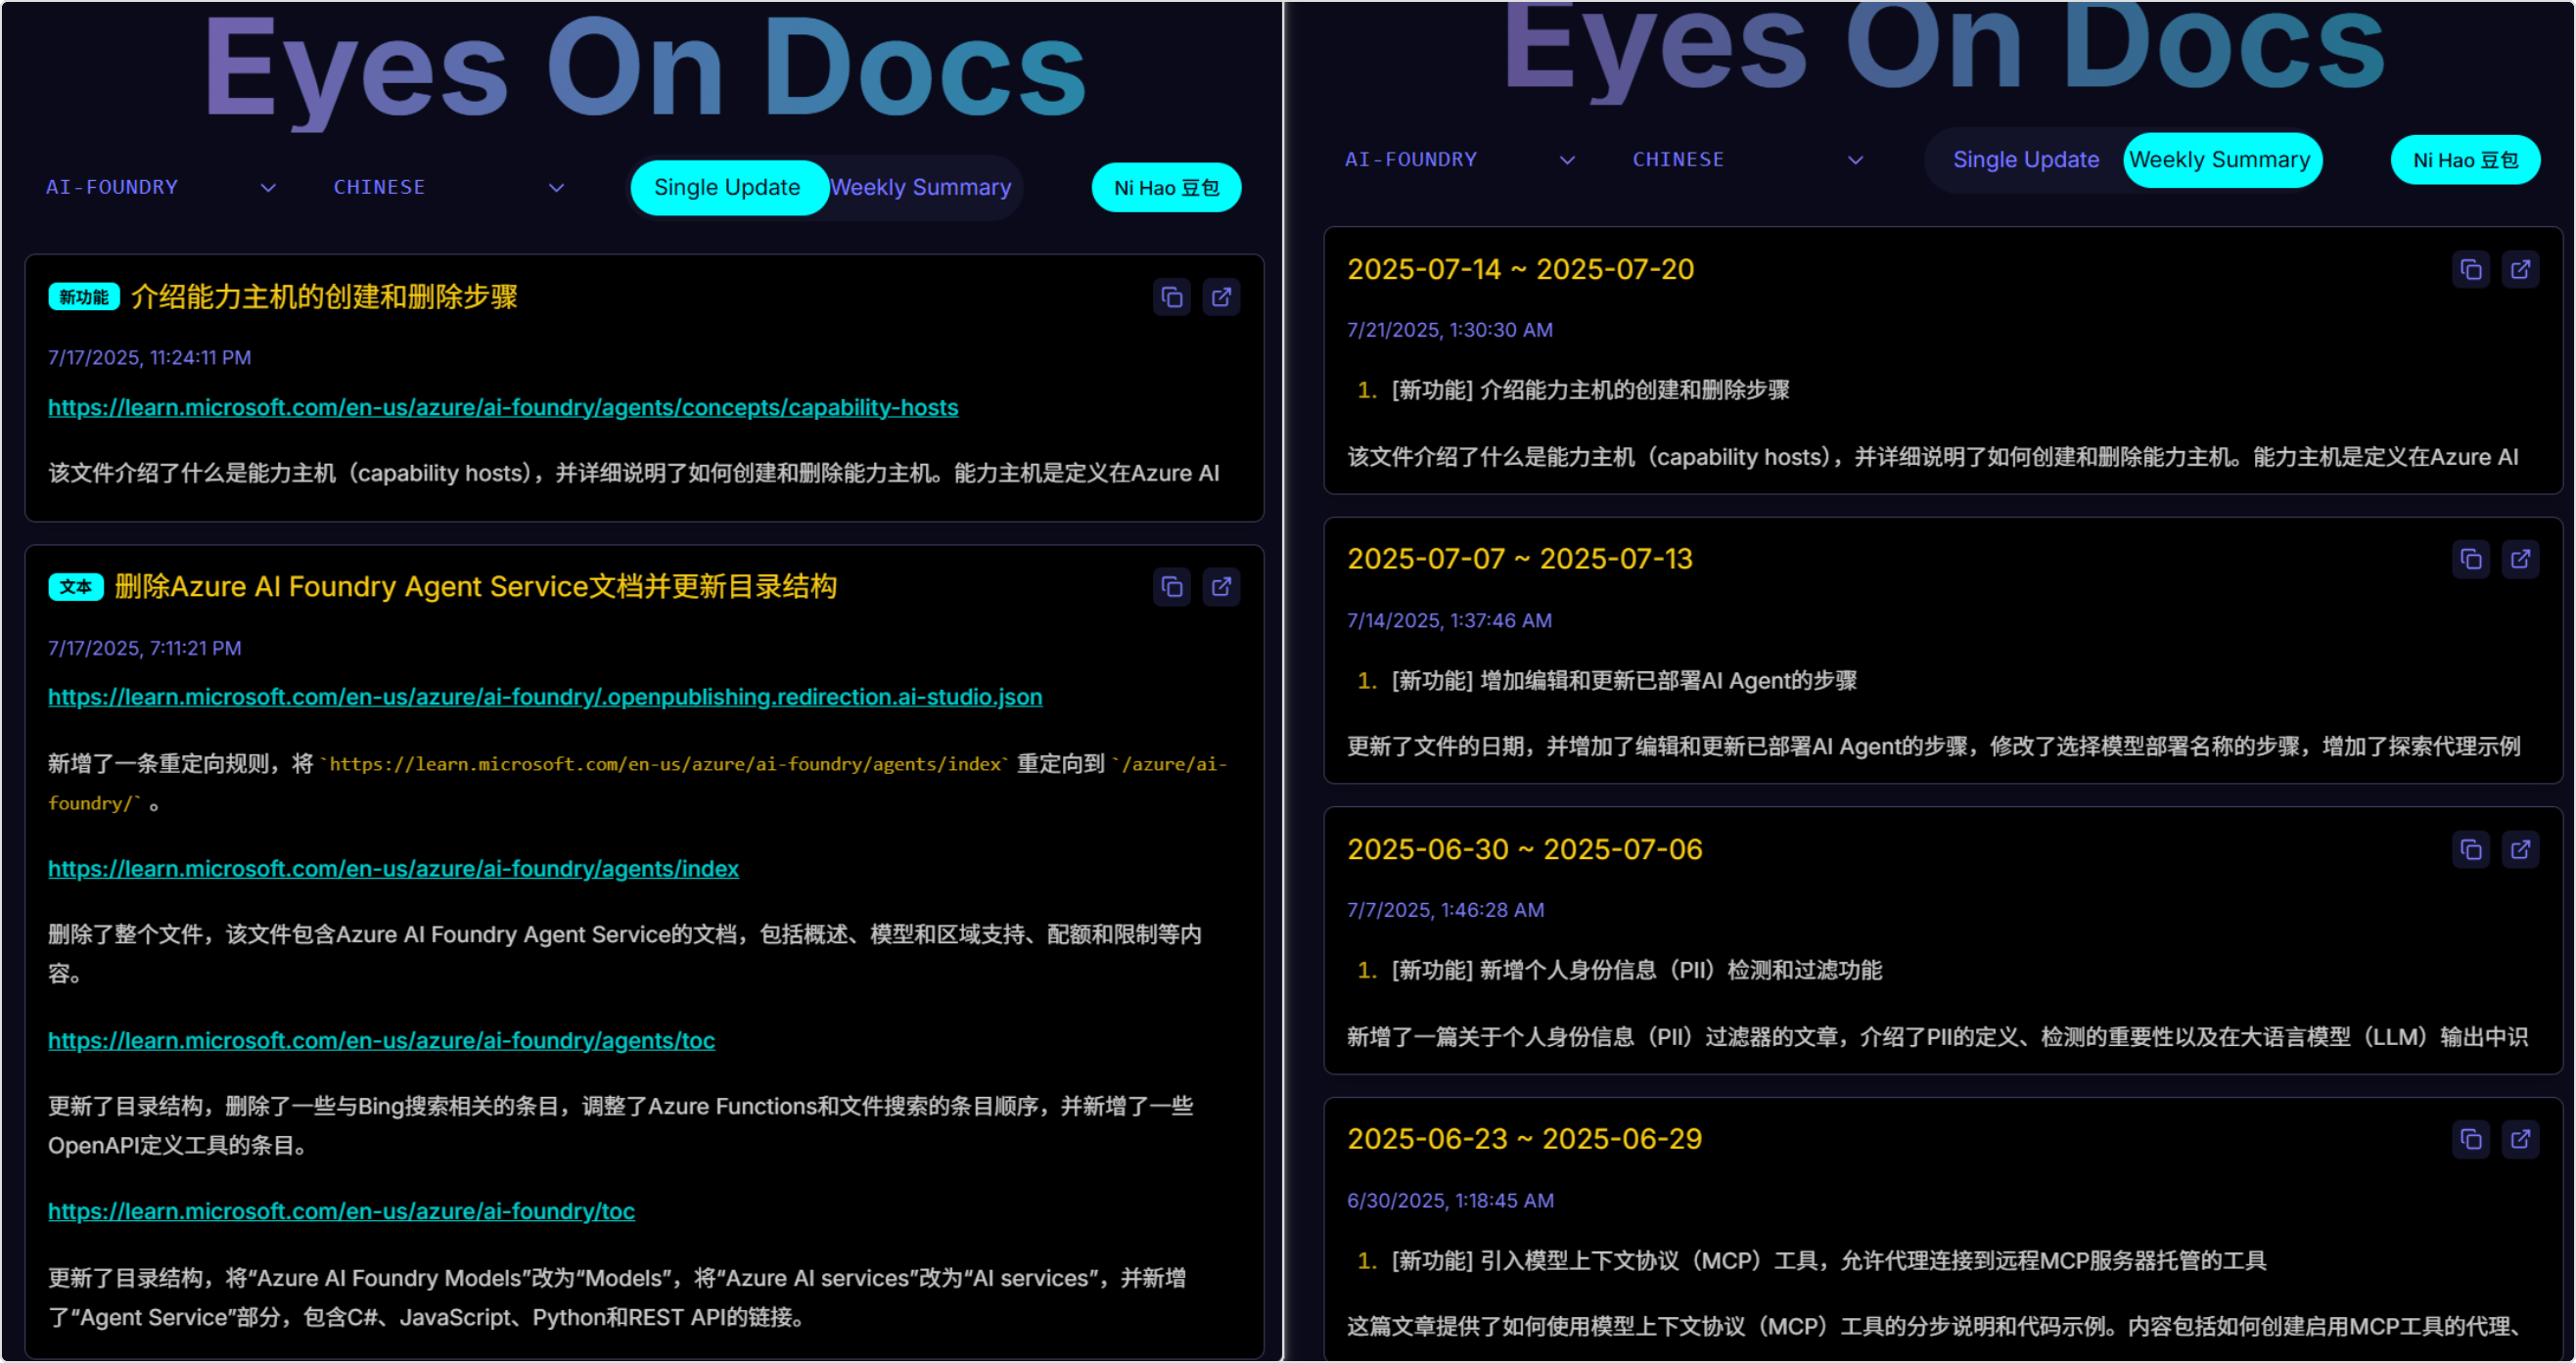 Eyes On Docs
AI-FOUNDRY
CHINESE
Single Update
Weekly Summary
Ni Hao 豆包
新功能 介绍能力主机的创建和删除步骤
7/17/2025, 11:24:11 PM
https://learn.microsoft.com/en-us/azure/ai-foundry/agents/concepts/capability-hosts
该文件介绍了什么是能力主机（capability hosts），并详细说明了如何创建和删除能力主机。能力主机是定义在Azure AI
文本 删除Azure AI Foundry Agent Service文档并更新目录结构
7/17/2025, 7:11:21 PM
https://learn.microsoft.com/en-us/azure/ai-foundry/.openpublishing.redirection.ai-studio.json
新增了一条重定向规则，将 `https://learn.microsoft.com/en-us/azure/ai-foundry/agents/index` 重定向到 `/azure/ai-
foundry/` 。
https://learn.microsoft.com/en-us/azure/ai-foundry/agents/index
删除了整个文件，该文件包含Azure AI Foundry Agent Service的文档，包括概述、模型和区域支持、配额和限制等内
容。
https://learn.microsoft.com/en-us/azure/ai-foundry/agents/toc
更新了目录结构，删除了一些与Bing搜索相关的条目，调整了Azure Functions和文件搜索的条目顺序，并新增了一些
OpenAPI定义工具的条目。
https://learn.microsoft.com/en-us/azure/ai-foundry/toc
更新了目录结构，将“Azure AI Foundry Models”改为“Models”，将“Azure AI services”改为“AI services”，并新增
了“Agent Service”部分，包含C#、JavaScript、Python和REST API的链接。
Eyes On Docs
AI-FOUNDRY
CHINESE
Single Update
Weekly Summary
Ni Hao 豆包
2025-07-14 ~ 2025-07-20
7/21/2025, 1:30:30 AM
1. [新功能] 介绍能力主机的创建和删除步骤
该文件介绍了什么是能力主机（capability hosts），并详细说明了如何创建和删除能力主机。能力主机是定义在Azure AI
2025-07-07 ~ 2025-07-13
7/14/2025, 1:37:46 AM
1. [新功能] 增加编辑和更新已部署AI Agent的步骤
更新了文件的日期，并增加了编辑和更新已部署AI Agent的步骤，修改了选择模型部署名称的步骤，增加了探索代理示例
2025-06-30 ~ 2025-07-06
7/7/2025, 1:46:28 AM
1. [新功能] 新增个人身份信息（PII）检测和过滤功能
新增了一篇关于个人身份信息（PII）过滤器的文章，介绍了PII的定义、检测的重要性以及在大语言模型（LLM）输出中识
2025-06-23 ~ 2025-06-29
6/30/2025, 1:18:45 AM
1. [新功能] 引入模型上下文协议（MCP）工具，允许代理连接到远程MCP服务器托管的工具
这篇文章提供了如何使用模型上下文协议（MCP）工具的分步说明和代码示例。内容包括如何创建启用MCP工具的代理、